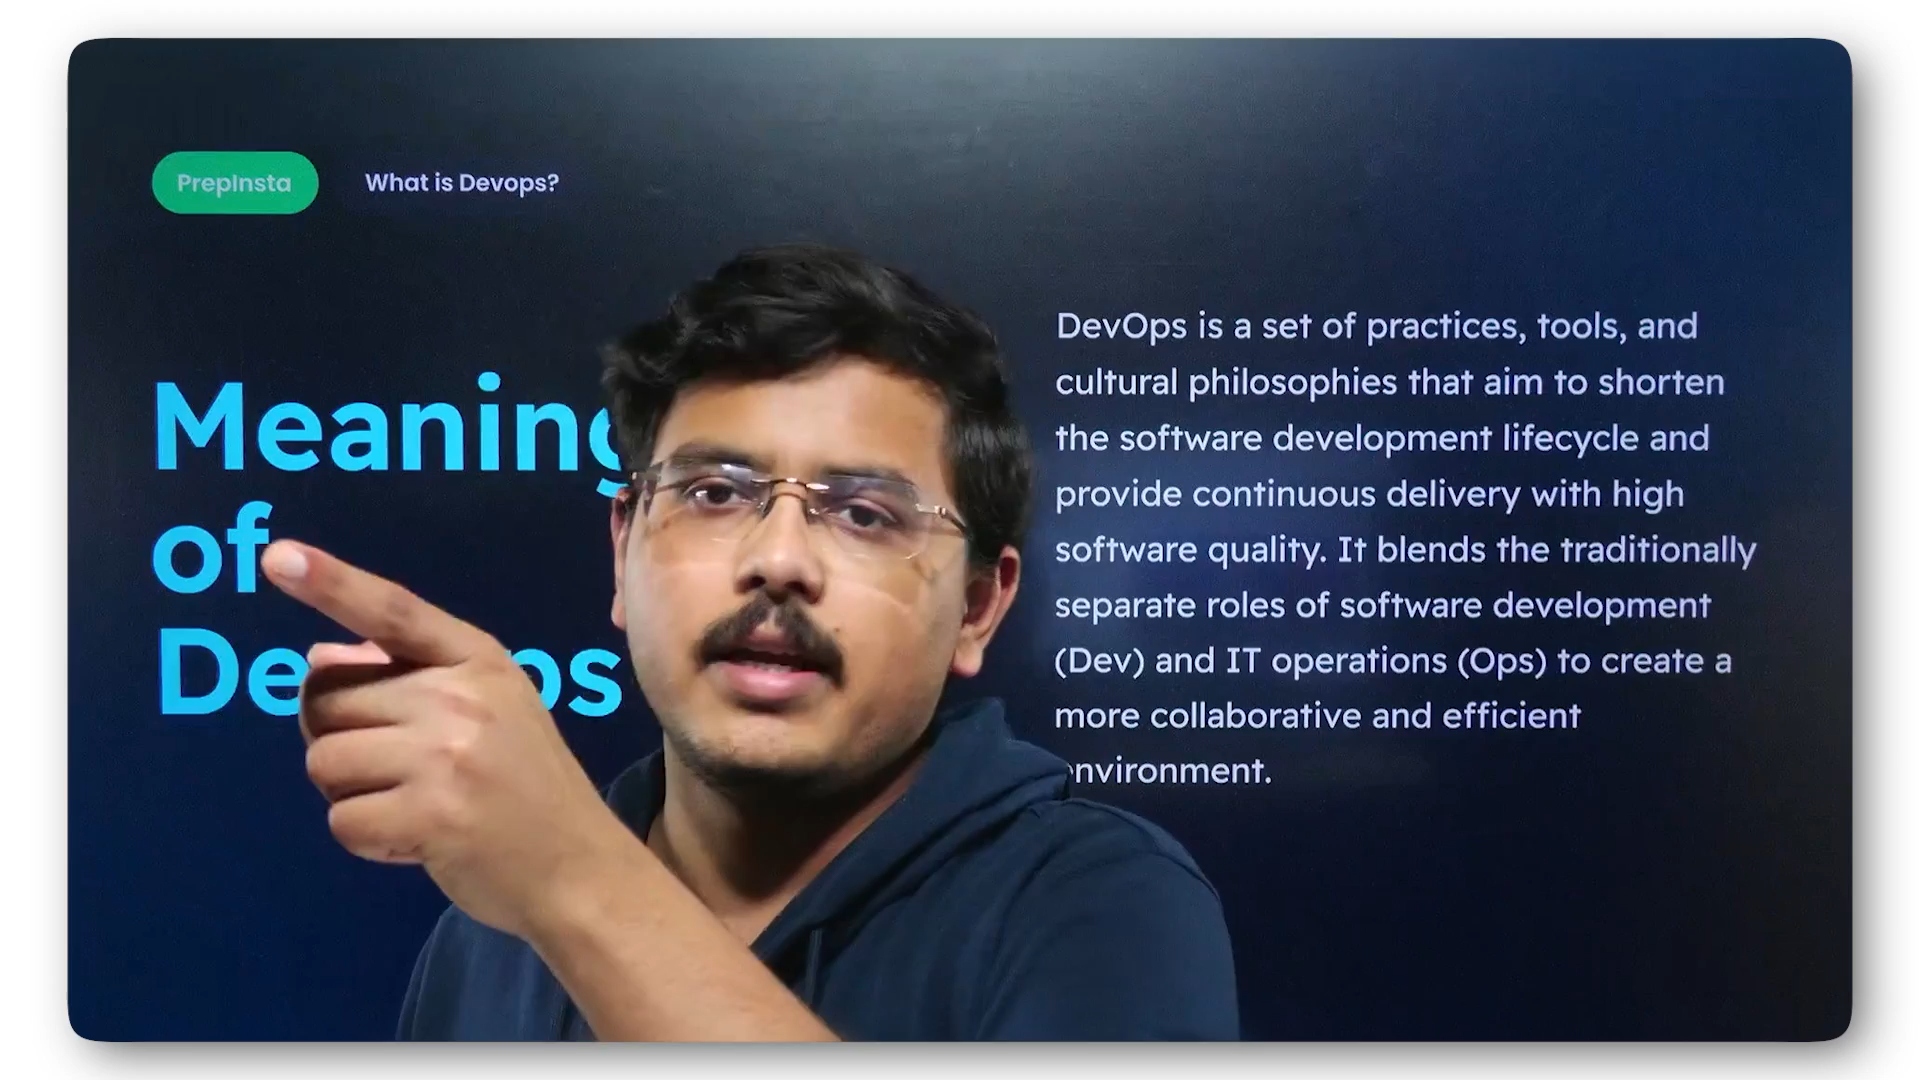 PrepInsta
What is Devops?
Meaning
of
DevOps is a set of practices, tools, and
cultural philosophies that aim to shorten
the software development lifecycle and
provide continuous delivery with high
software quality. It blends the traditionally
separate roles of software development
(Dev) and IT operations (Ops) to create a
more collaborative and efficient
environment.